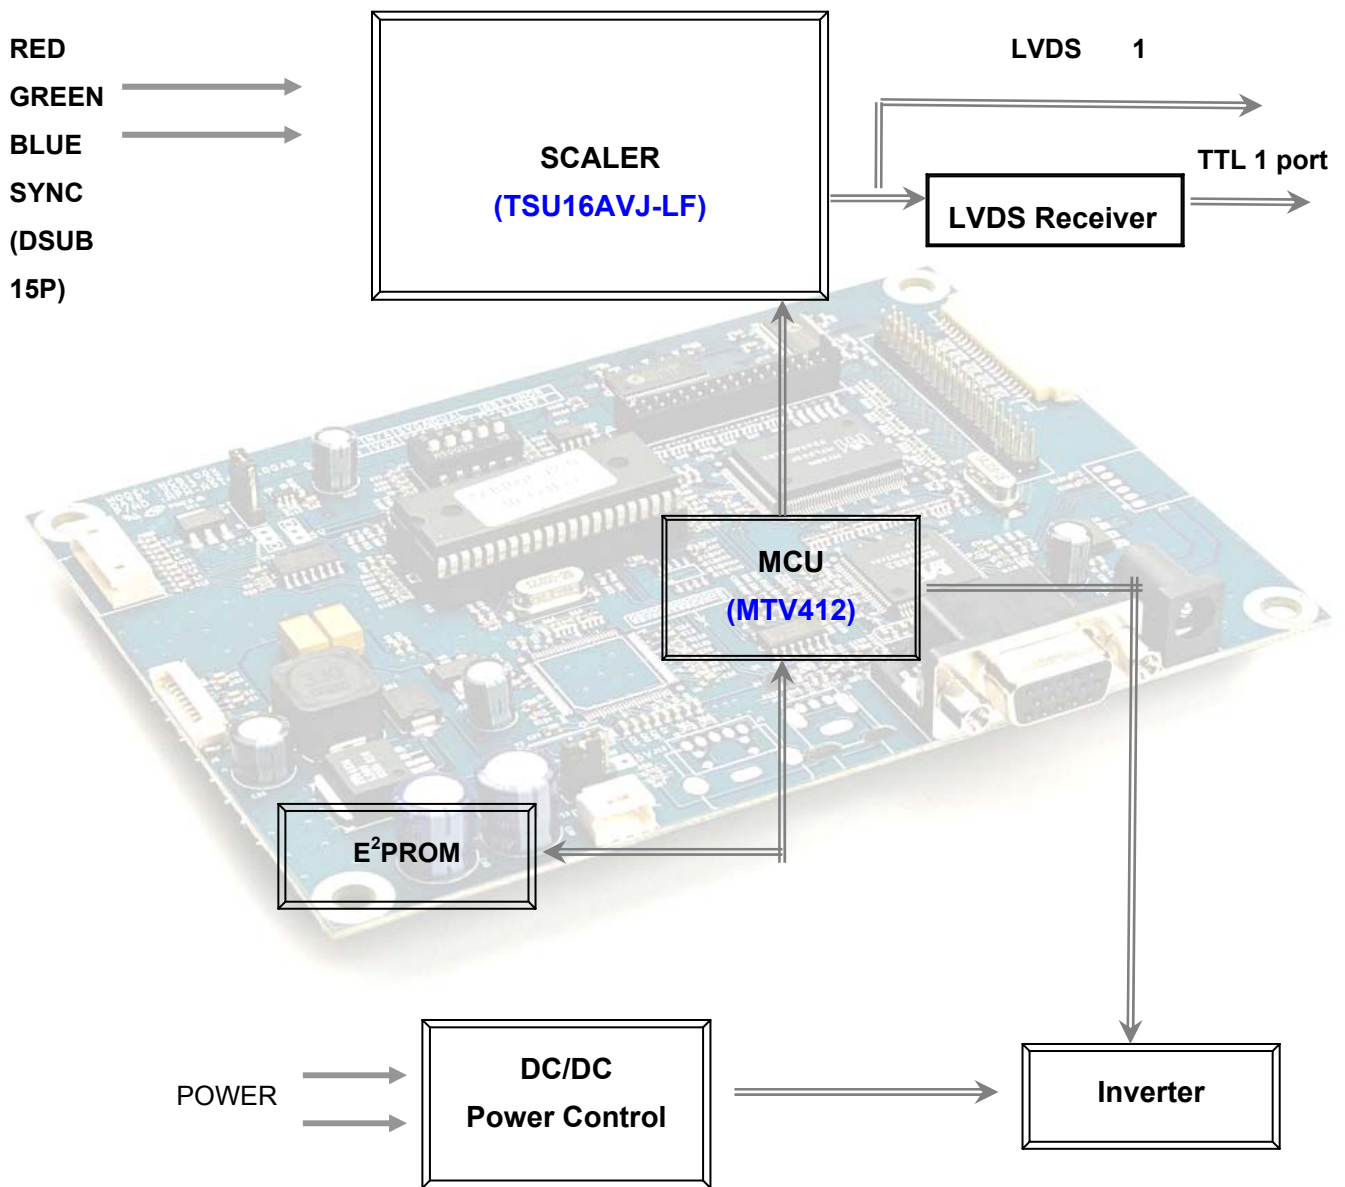 RED
GREEN
BLUE
SYNC
(DSUB
15P)
SCALER
(TSU16AVJ-LF)
LVDS 1
TTL 1 port
LVDS Receiver
MCU
(MTV412)
E²PROM
POWER
DC/DC
Power Control
Inverter